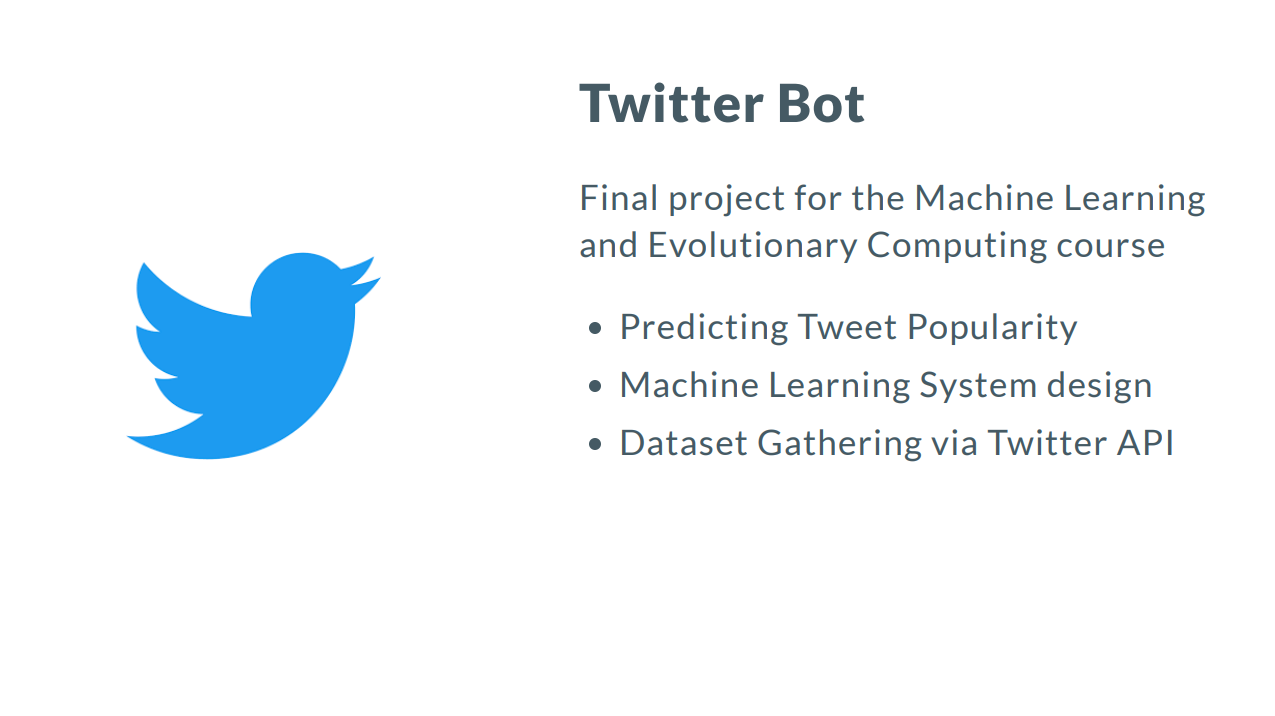 Twitter Bot
Final project for the Machine Learning
and Evolutionary Computing course
• Predicting Tweet Popularity
• Machine Learning System design
• Dataset Gathering via Twitter API